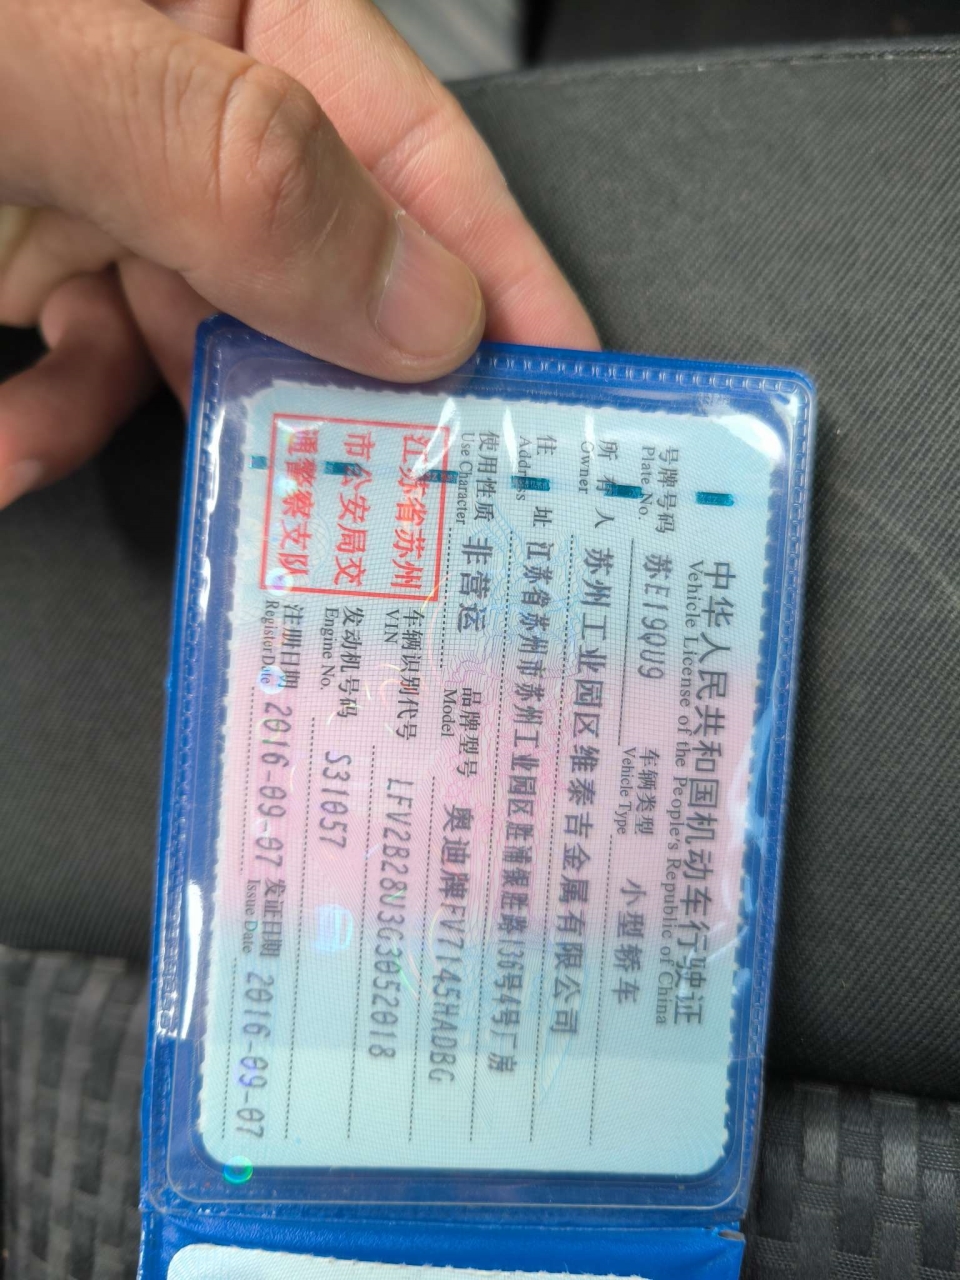 中华人民共和国机动车行驶证
Vehicle License of the People's Republic of China
号牌号码 苏E19QU9 车辆类型 小型轿车
Plate No. Vehicle Type
所有人 苏州工业园区维泰吉金属有限公司
Owner
住址 江苏省苏州市苏州工业园区胜浦银胜路136号4号厂房
Address
使用性质 非营运 品牌型号 奥迪牌FV7145HADBG
Use Character Model
江苏省苏州
市公安局交
通警察支队
车辆识别代号 LFV2B28U3G3052018
VIN
发动机号码 S31057
Engine No.
注册日期 2016-09-07 发证日期 2016-09-07
Register Date Issue Date